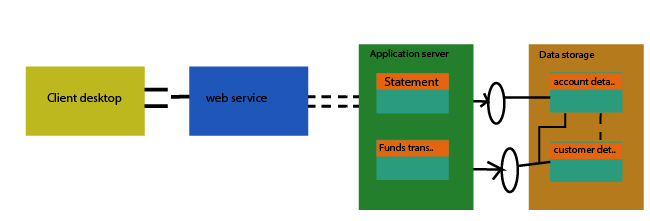 Client desktop
web service
Application server
Statement
Funds trans..
Data storage
account deta..
customer det..